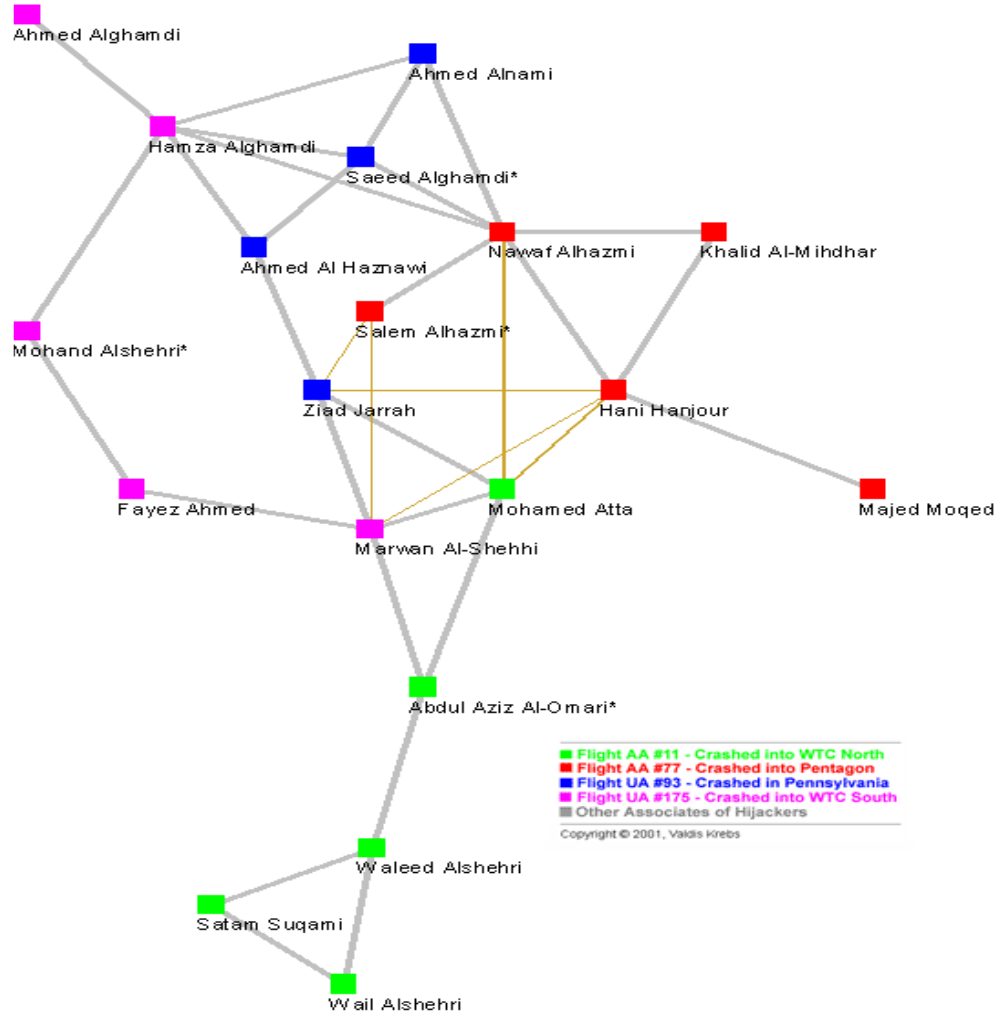 Ahmed Alghamdi
Ahmed Alnami
Hamza Alghamdi
Saeed Alghamdi*
Nawaf Alhazmi
Khalid Al-Mihdhar
Ahmed Al Haznawi
Salem Alhazmi*
Mohand Alshehri*
Ziad Jarrah
Hani Hanjour
Fayez Ahmed
Mohamed Atta
Majed Moqed
Marwan Al-Shehhi
Abdul Aziz Al-Omari*
Flight AA #11 - Crashed into WTC North
Flight AA #77 - Crashed into Pentagon
Flight UA #93 - Crashed in Pennsylvania
Flight UA #175 - Crashed into WTC South
Other Associates of Hijackers
Copyright © 2001, Valdis Krebs
Waleed Alshehri
Satam Suqami
Wail Alshehri